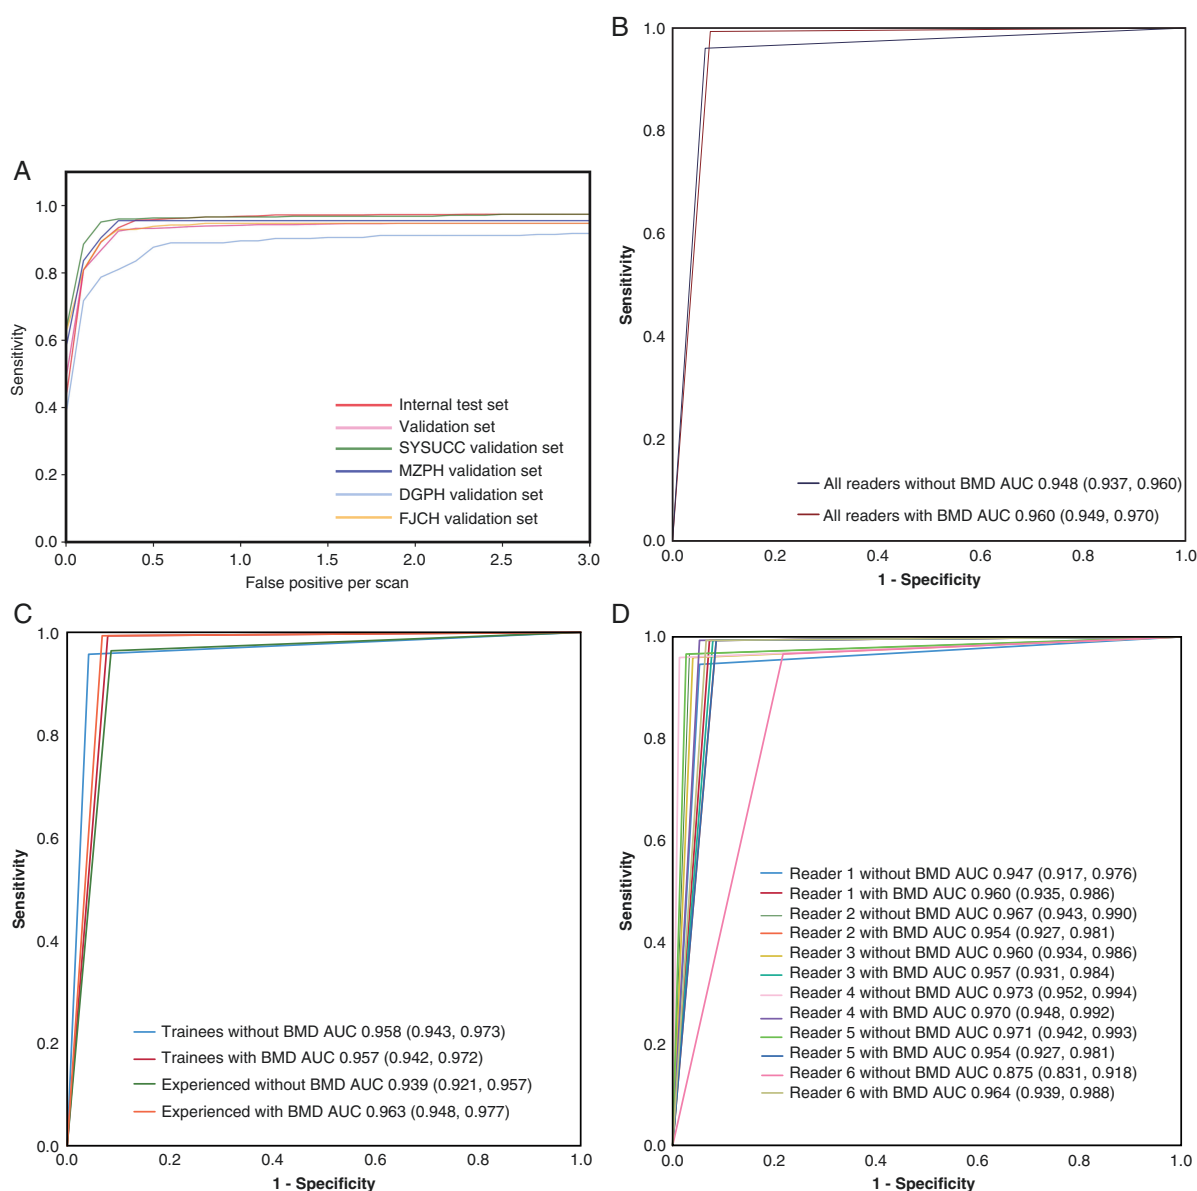 A
1.0
0.8
0.6
0.4
0.2
0.0
Sensitivity
0.0 0.5 1.0 1.5 2.0 2.5 3.0
False positive per scan
Internal test set
Validation set
SYSUCC validation set
MZPH validation set
DGPH validation set
FJCH validation set
B
1.0
0.8
0.6
0.4
0.2
0.0
Sensitivity
0.0 0.2 0.4 0.6 0.8 1.0
1 - Specificity
All readers without BMD AUC 0.948 (0.937, 0.960)
All readers with BMD AUC 0.960 (0.949, 0.970)
C
1.0
0.8
0.6
0.4
0.2
0.0
Sensitivity
0.0 0.2 0.4 0.6 0.8 1.0
1 - Specificity
Trainees without BMD AUC 0.958 (0.943, 0.973)
Trainees with BMD AUC 0.957 (0.942, 0.972)
Experienced without BMD AUC 0.939 (0.921, 0.957)
Experienced with BMD AUC 0.963 (0.948, 0.977)
D
1.0
0.8
0.6
0.4
0.2
0.0
Sensitivity
0.0 0.2 0.4 0.6 0.8 1.0
1 - Specificity
Reader 1 without BMD AUC 0.947 (0.917, 0.976)
Reader 1 with BMD AUC 0.960 (0.935, 0.986)
Reader 2 without BMD AUC 0.967 (0.943, 0.990)
Reader 2 with BMD AUC 0.954 (0.927, 0.981)
Reader 3 without BMD AUC 0.960 (0.934, 0.986)
Reader 3 with BMD AUC 0.957 (0.931, 0.984)
Reader 4 without BMD AUC 0.973 (0.952, 0.994)
Reader 4 with BMD AUC 0.970 (0.948, 0.992)
Reader 5 without BMD AUC 0.971 (0.942, 0.993)
Reader 5 with BMD AUC 0.954 (0.927, 0.981)
Reader 6 without BMD AUC 0.875 (0.831, 0.918)
Reader 6 with BMD AUC 0.964 (0.939, 0.988)